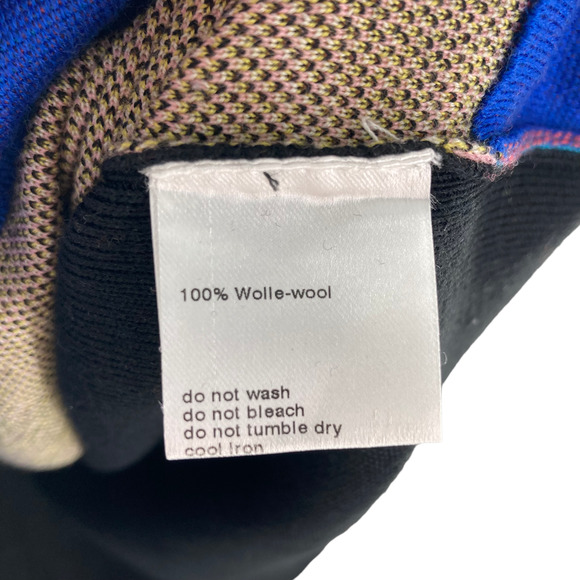 100% Wolle-wool
do not wash
do not bleach
do not tumble dry
cool Iron